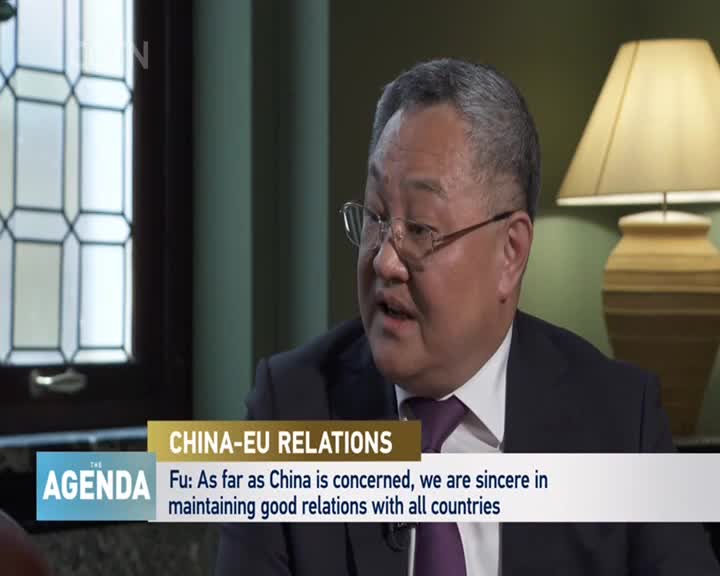 CGTN
CHINA-EU RELATIONS
THE
AGENDA
Fu: As far as China is concerned, we are sincere in
maintaining good relations with all countries